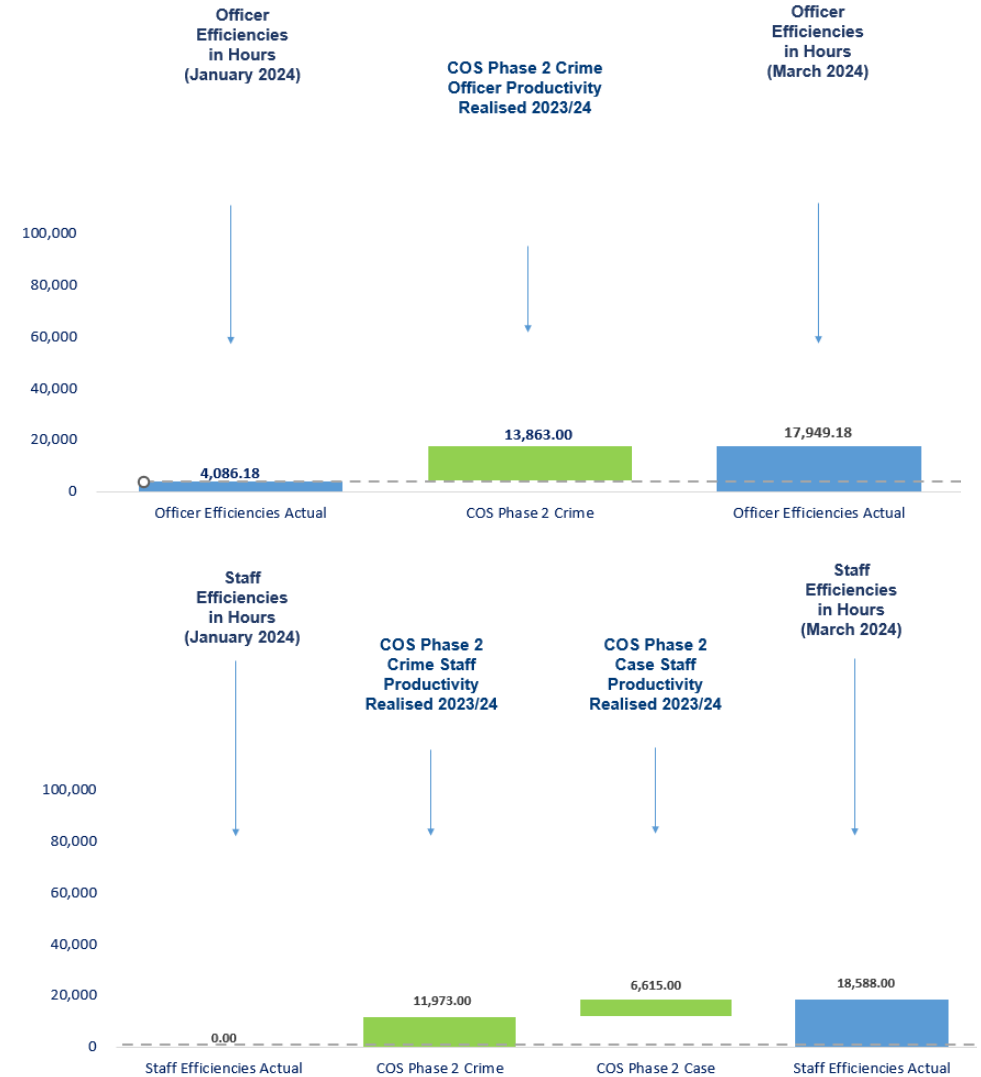 Officer
Efficiencies
in Hours
(January 2024)
COS Phase 2 Crime
Officer Productivity
Realised 2023/24
Officer
Efficiencies
in Hours
(March 2024)
100,000
80,000
60,000
40,000
20,000
0
4,086.18
13,863.00
17,949.18
Officer Efficiencies Actual
COS Phase 2 Crime
Officer Efficiencies Actual
Staff
Efficiencies
in Hours
(January 2024)
COS Phase 2
Crime Staff
Productivity
Realised 2023/24
COS Phase 2
Case Staff
Productivity
Realised 2023/24
Staff
Efficiencies
in Hours
(March 2024)
100,000
80,000
60,000
40,000
20,000
0
0.00
11,973.00
6,615.00
18,588.00
Staff Efficiencies Actual
COS Phase 2 Crime
COS Phase 2 Case
Staff Efficiencies Actual